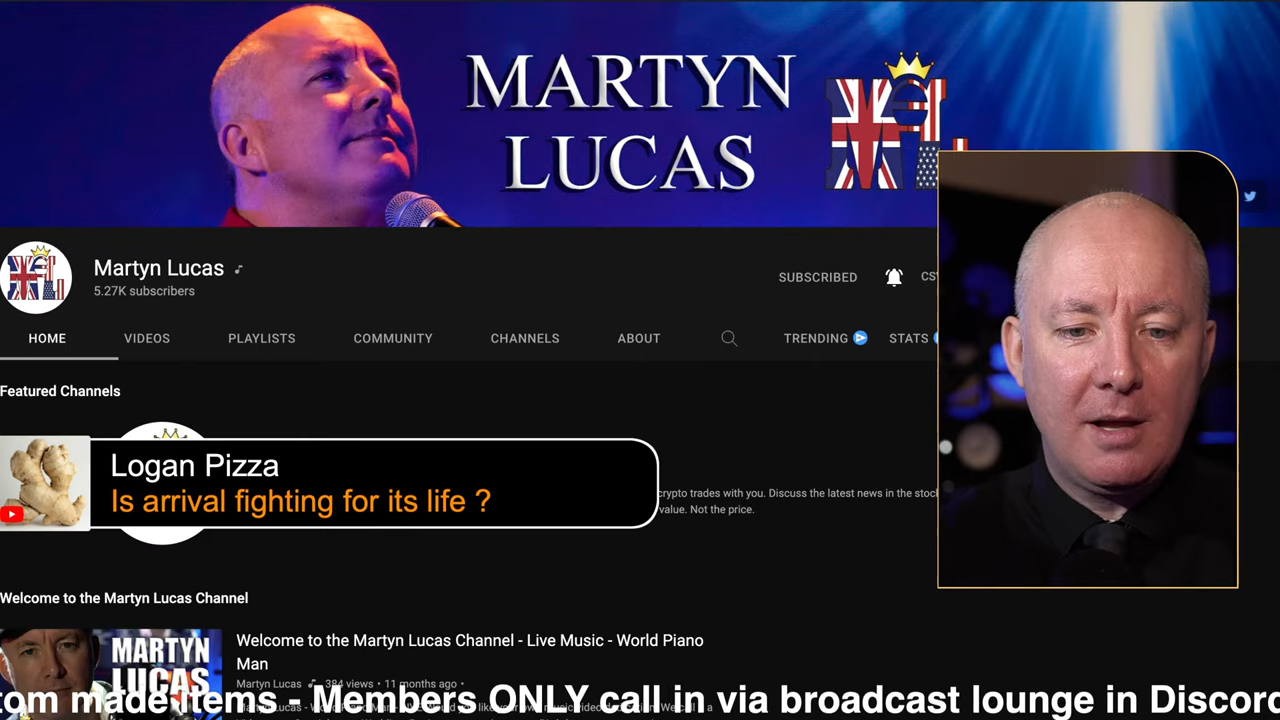 MARTYN
LUCAS
Martyn Lucas
5.27K subscribers
SUBSCRIBED
HOME
VIDEOS
PLAYLISTS
COMMUNITY
CHANNELS
ABOUT
TRENDING
STATS
Featured Channels
Logan Pizza
Is arrival fighting for its life ?
crypto trades with you. Discuss the latest news in the stock
value. Not the price.
Welcome to the Martyn Lucas Channel
MARTYN
LUCAS
Welcome to the Martyn Lucas Channel - Live Music - World Piano
Man
Martyn Lucas 384 views • 11 months ago •
tom made items - Members ONLY call in via broadcast lounge in Discord